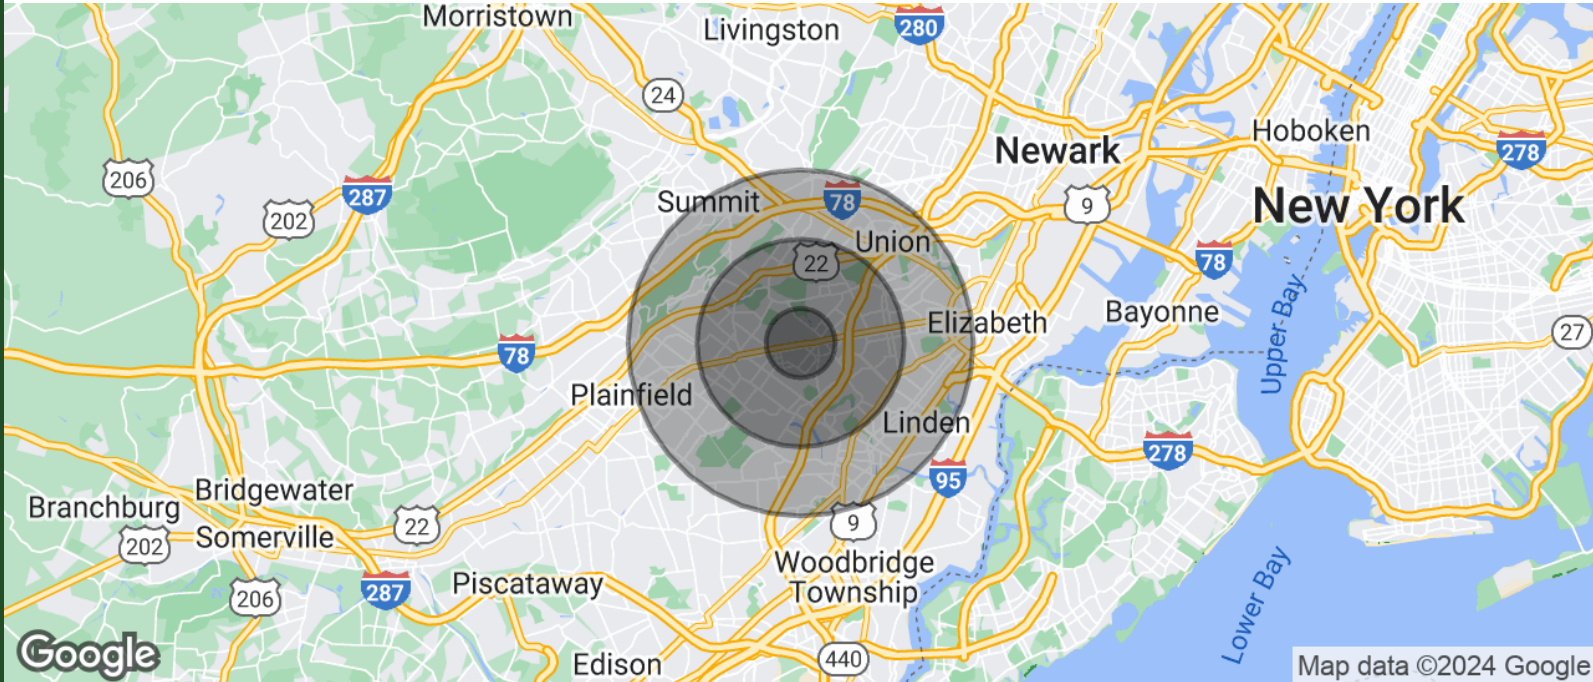 Morristown
Livingston
280
24
Hoboken
Newark
278
206
287
Summit
78
9
New York
202
Union
22
78
Upper Bay
Elizabeth
Bayonne
27
78
Plainfield
Linden
278
95
Bridgewater
Branchburg
22
9
202
Somerville
Woodbridge
Township
Piscataway
287
206
Lower Bay
Google
Edison
440
Map data ©2024 Google